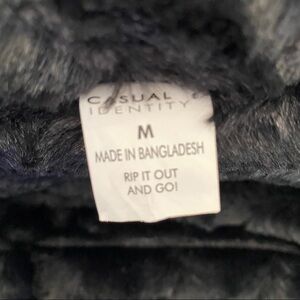 CASUAL
IDENTITY
M
MADE IN BANGLADESH
RIP IT OUT
AND GO!